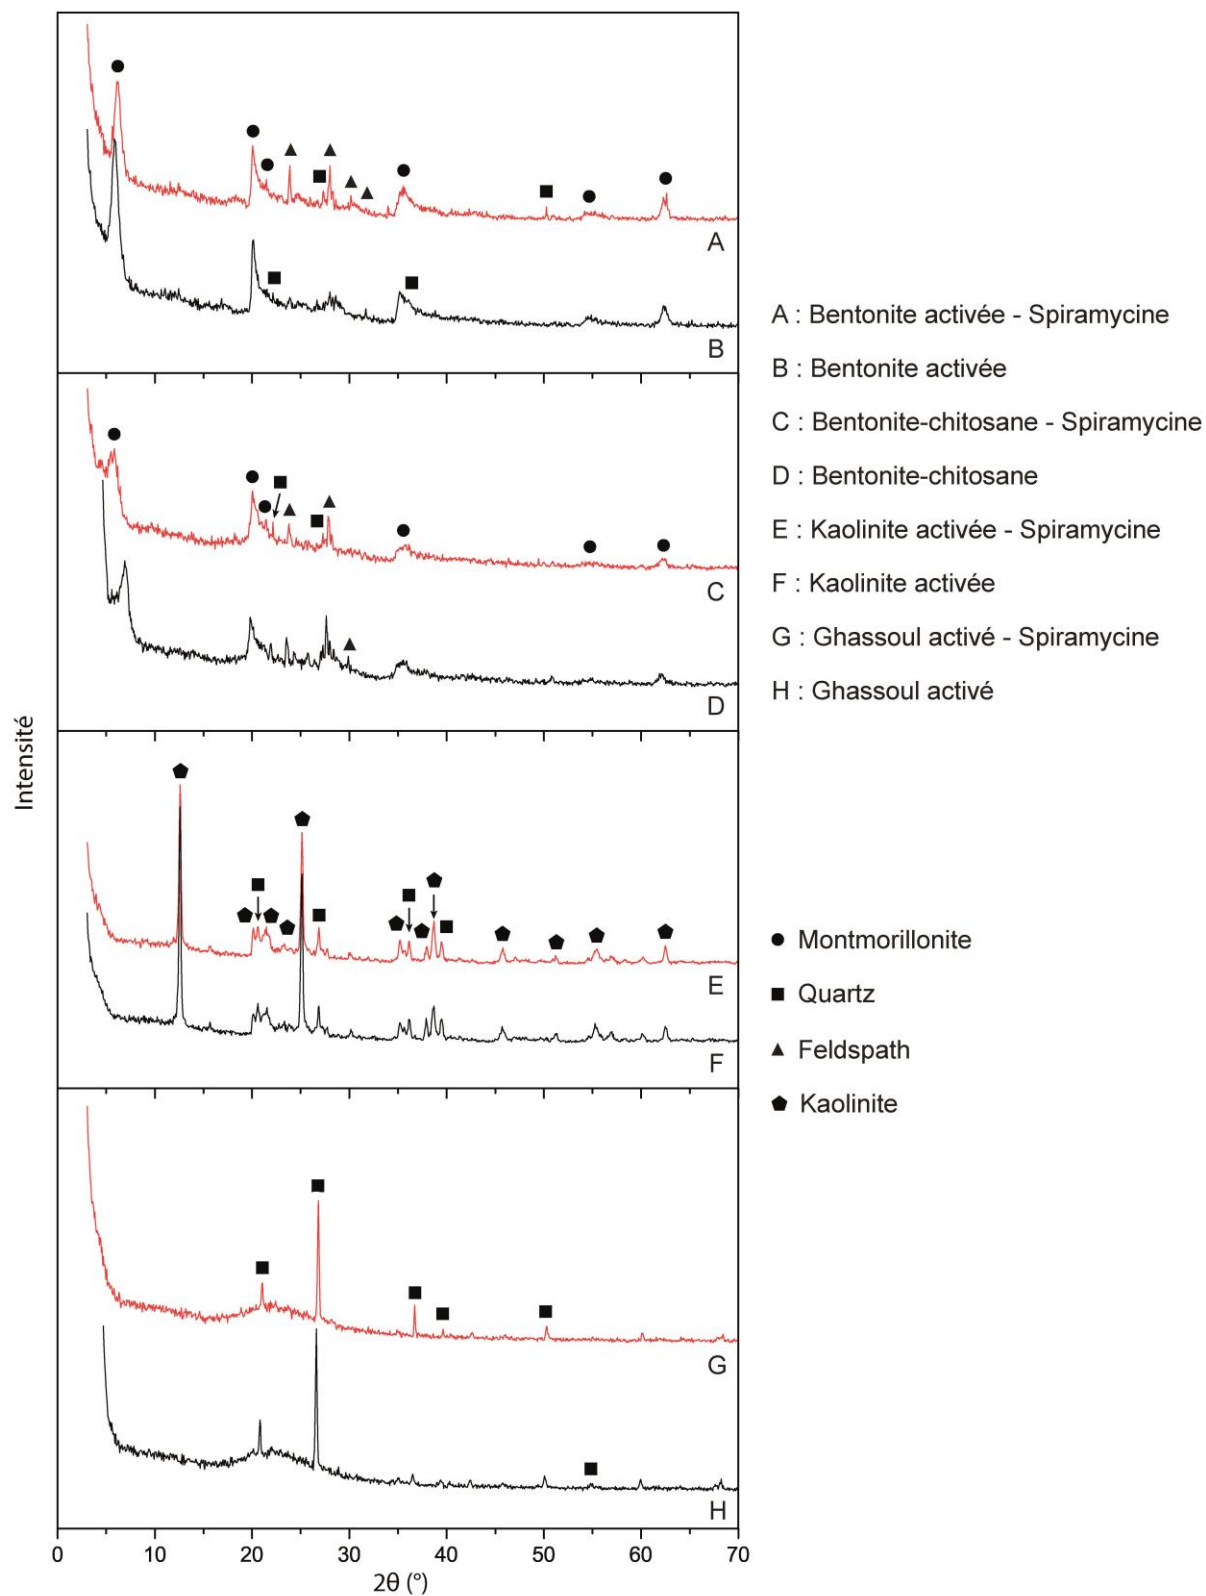 Intensité
A
B
C
D
E
F
G
H
0 10 20 30 40 50 60 70
2θ (°)
A : Bentonite activée - Spiramycine
B : Bentonite activée
C : Bentonite-chitosane - Spiramycine
D : Bentonite-chitosane
E : Kaolinite activée - Spiramycine
F : Kaolinite activée
G : Ghassoul activé - Spiramycine
H : Ghassoul activé
Montmorillonite
Quartz
Feldspath
Kaolinite